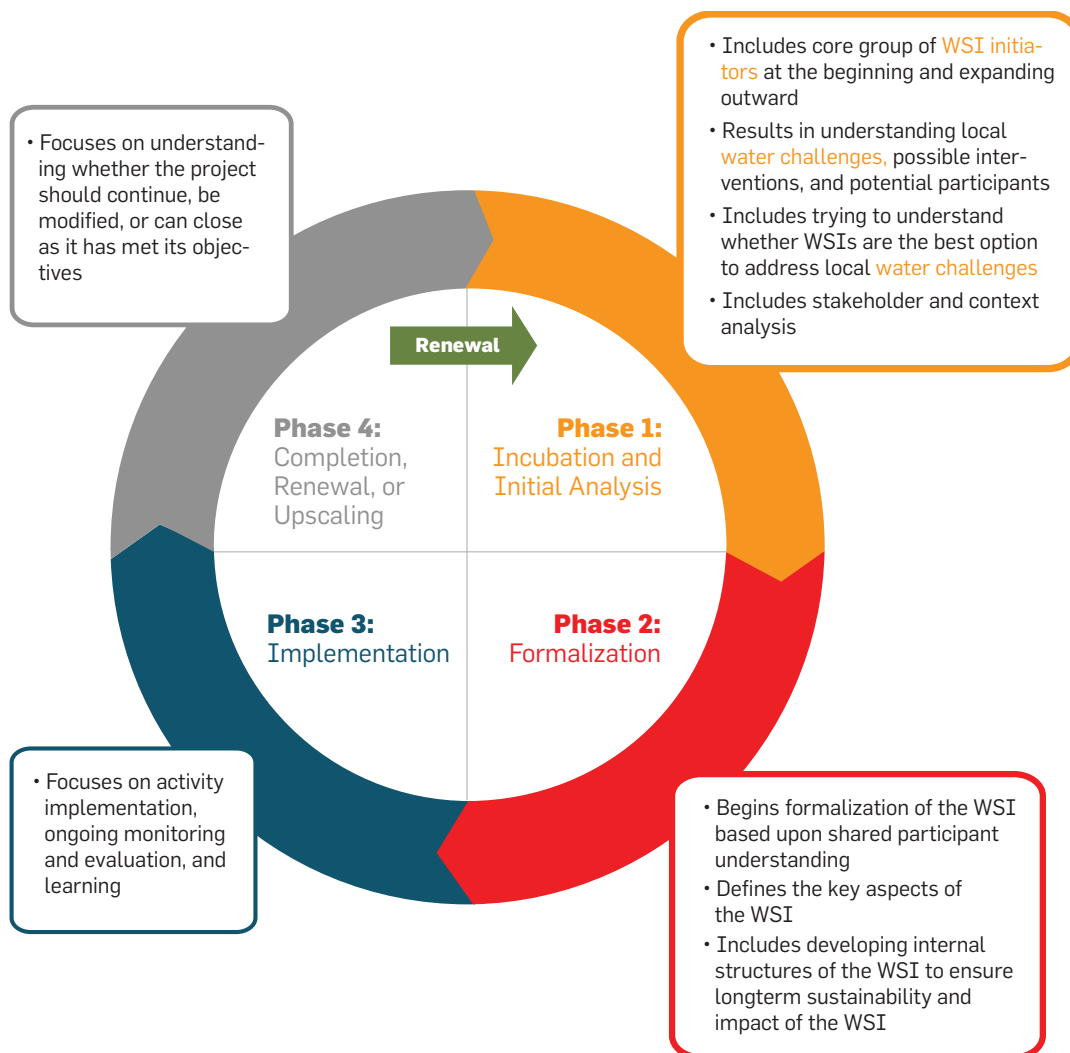 • Includes core group of WSI initia-
tors at the beginning and expanding
outward
• Results in understanding local
water challenges, possible inter-
ventions, and potential participants
• Includes trying to understand
whether WSIs are the best option
to address local water challenges
• Includes stakeholder and context
analysis
• Focuses on understand-
ing whether the project
should continue, be
modified, or can close
as it has met its objec-
tives
Renewal
Phase 4:
Completion,
Renewal, or
Upscaling
Phase 1:
Incubation and
Initial Analysis
Phase 3:
Implementation
Phase 2:
Formalization
• Focuses on activity
implementation,
ongoing monitoring
and evaluation, and
learning
• Begins formalization of the WSI
based upon shared participant
understanding
• Defines the key aspects of
the WSI
• Includes developing internal
structures of the WSI to ensure
longterm sustainability and
impact of the WSI